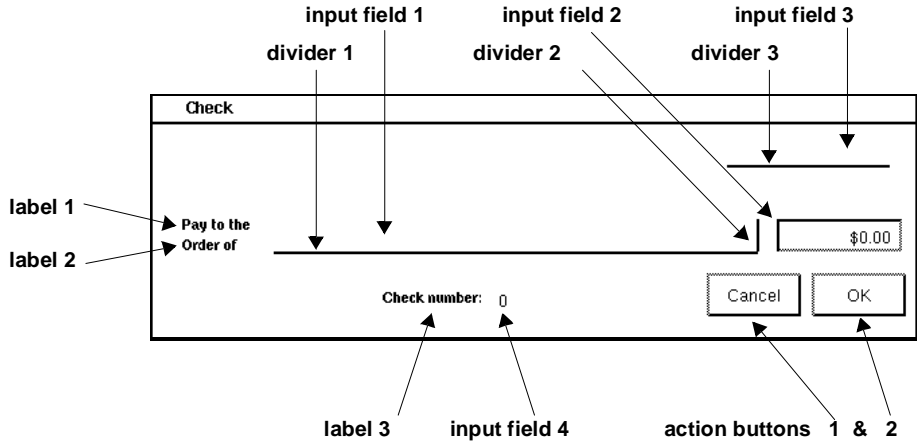 input field 1 input field 2 input field 3
divider 1 divider 2 divider 3
Check
label 1
Pay to the
Order of
$0.00
label 2
Check number: 0
Cancel OK
label 3 input field 4 action buttons 1 & 2